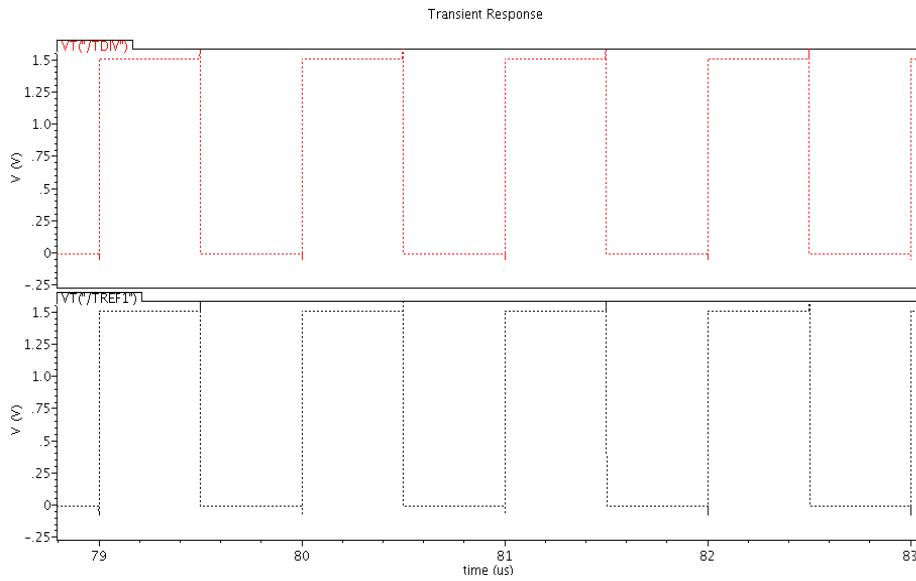 Transient Response
VT("/TDIV")
1.5
1.25
1.0
.75
.5
.25
0
-.25
V (V)
VT("/TREF1")
1.5
1.25
1.0
.75
.5
.25
0
-.25
V (V)
79 80 81 82 83
time (us)